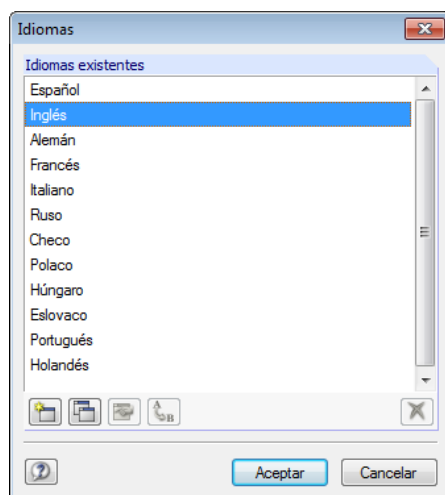 Idiomas
Idiomas existentes
Español
Inglés
Alemán
Francés
Italiano
Ruso
Checo
Polaco
Húngaro
Eslovaco
Portugués
Holandés
A
B
Aceptar
Cancelar